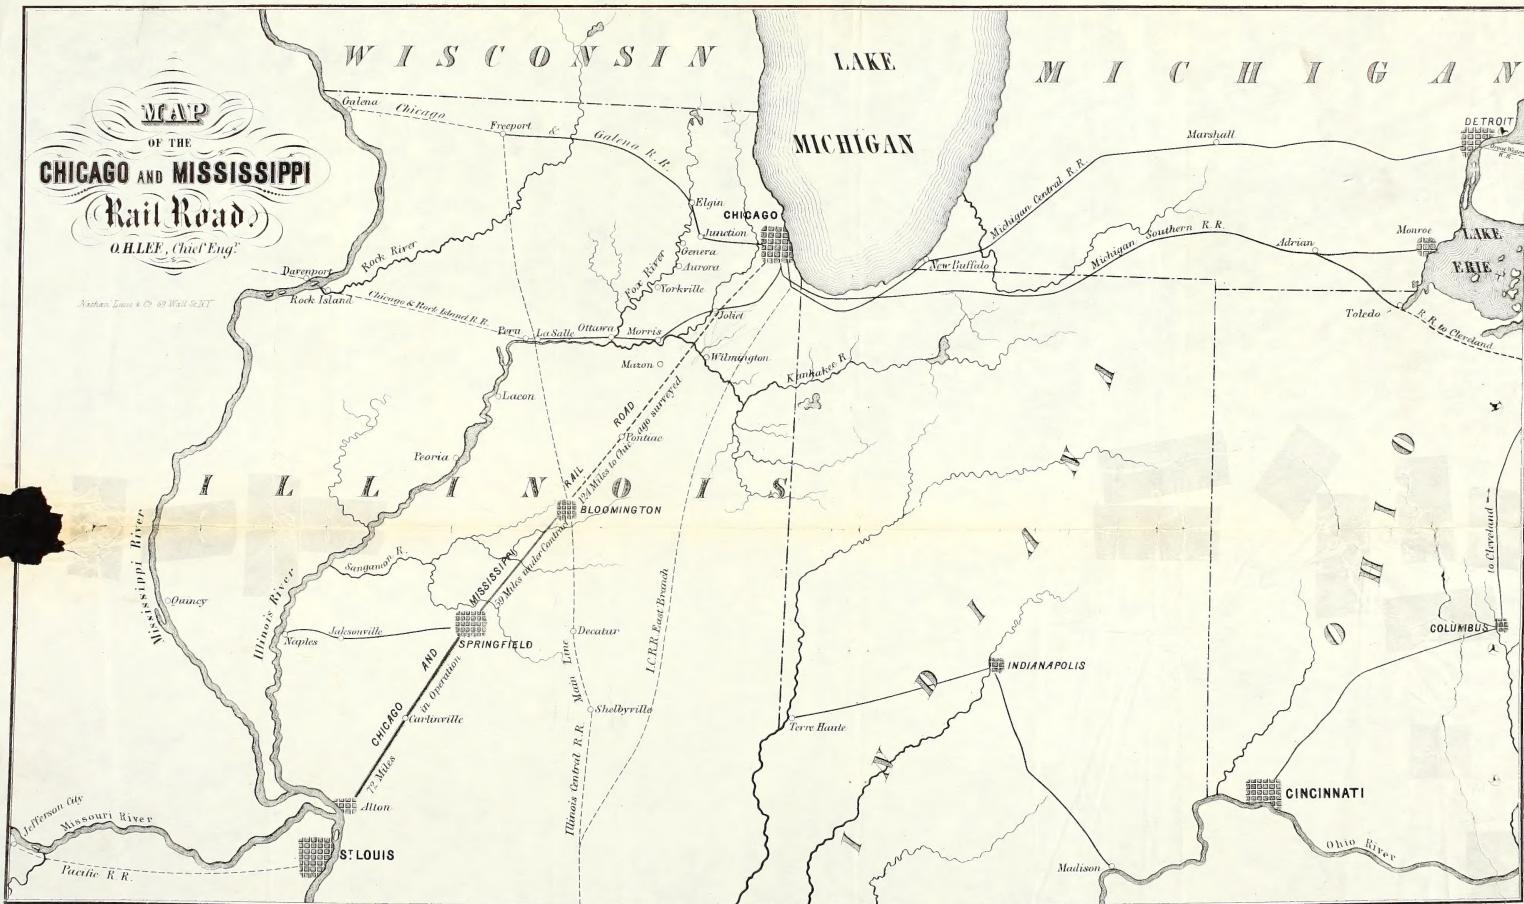 MAP
OF THE
CHICAGO AND MISSISSIPPI
Rail Road.
O.H.LEE, Chief Engr.
69 Wall St. N.Y.
WISCONSIN
LAKE
MICHIGAN
MICHIGAN
ILLINOIS
INDIANA
OHIO
LAKE
ERIE
Galena
Chicago & Galena R.R.
Freeport
Elgin
CHICAGO
Junction
Genera
Aurora
Yorkville
Fox River
Rock River
Davenport
Rock Island
Chicago & Rock Island R.R.
Peru
La Salle
Ottawa
Morris
Joliet
Mazon
Wilmington
Kankakee R.
New Buffalo
Michigan Central R.R.
Marshall
DETROIT
Great Western
R.R.
Michigan Southern R.R.
Adrian
Monroe
Toledo
R.R. to Cleveland
Lacon
Peoria
Pontiac
BLOOMINGTON
CHICAGO AND MISSISSIPPI RAIL ROAD
124 Miles to Chicago surveyed
59 Miles under Contract
72 Miles in Operation
Sangamon R.
Mississippi River
Quincy
Illinois River
Naples
Jacksonville
SPRINGFIELD
Decatur
Shelbyville
Carlinville
Illinois Central R.R. Main Line
I.C.R.R. East Branch
Alton
ST. LOUIS
Jefferson City
Missouri River
Pacific R.R.
Terre Haute
INDIANAPOLIS
Madison
CINCINNATI
Ohio River
COLUMBUS
to Cleveland